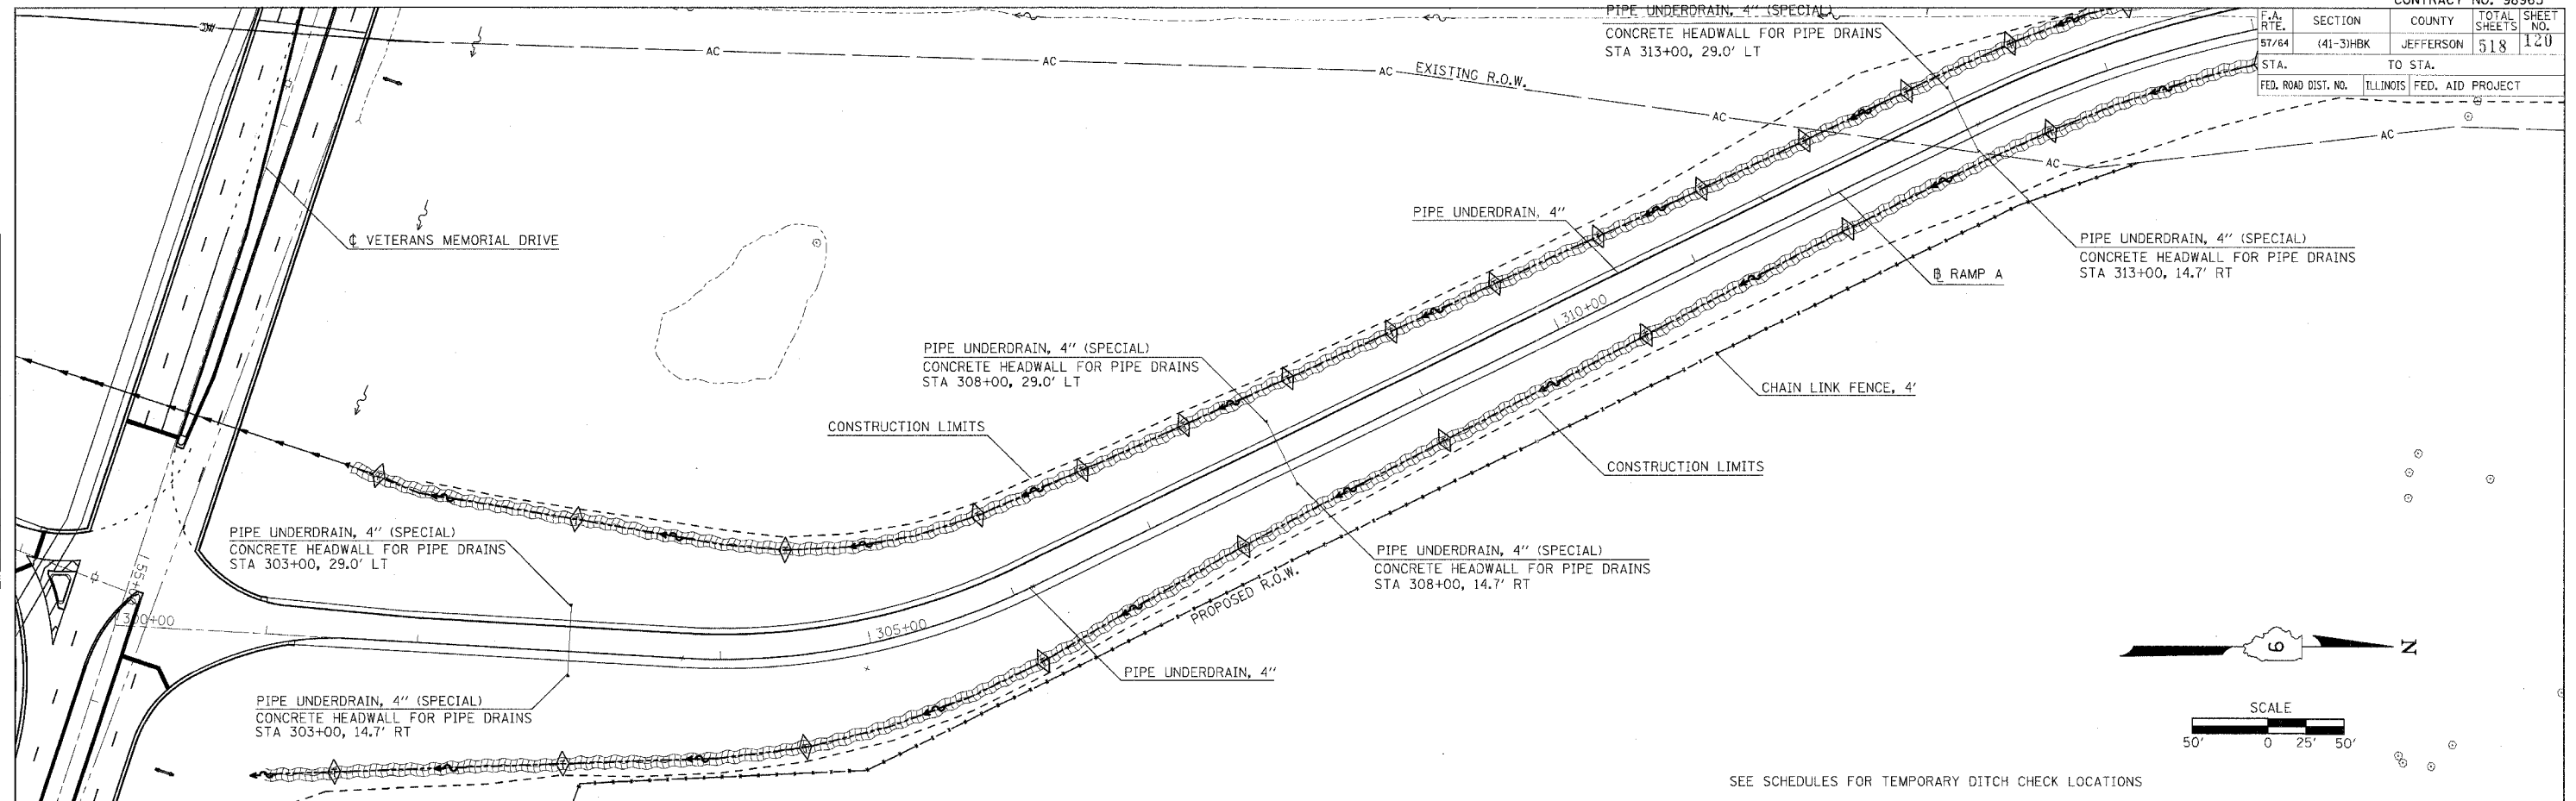 CONTRACT NO. 98963
F.A. RTE.
SECTION
COUNTY
TOTAL SHEETS
SHEET NO.
57/64
(41-3)HBK
JEFFERSON
518
120
STA.
TO STA.
FED. ROAD DIST. NO.
ILLINOIS
FED. AID PROJECT
PIPE UNDERDRAIN, 4" (SPECIAL)
CONCRETE HEADWALL FOR PIPE DRAINS
STA 313+00, 29.0' LT
AC
AC
AC
EXISTING R.O.W.
AC
AC
AC
℄ VETERANS MEMORIAL DRIVE
PIPE UNDERDRAIN, 4"
PIPE UNDERDRAIN, 4" (SPECIAL)
CONCRETE HEADWALL FOR PIPE DRAINS
STA 313+00, 14.7' RT
RAMP A
310+00
PIPE UNDERDRAIN, 4" (SPECIAL)
CONCRETE HEADWALL FOR PIPE DRAINS
STA 308+00, 29.0' LT
CHAIN LINK FENCE, 4'
CONSTRUCTION LIMITS
CONSTRUCTION LIMITS
PIPE UNDERDRAIN, 4" (SPECIAL)
CONCRETE HEADWALL FOR PIPE DRAINS
STA 303+00, 29.0' LT
PIPE UNDERDRAIN, 4" (SPECIAL)
CONCRETE HEADWALL FOR PIPE DRAINS
STA 308+00, 14.7' RT
PROPOSED R.O.W.
300+00
305+00
PIPE UNDERDRAIN, 4"
PIPE UNDERDRAIN, 4" (SPECIAL)
CONCRETE HEADWALL FOR PIPE DRAINS
STA 303+00, 14.7' RT
9
N
SCALE
50' 0 25' 50'
SEE SCHEDULES FOR TEMPORARY DITCH CHECK LOCATIONS